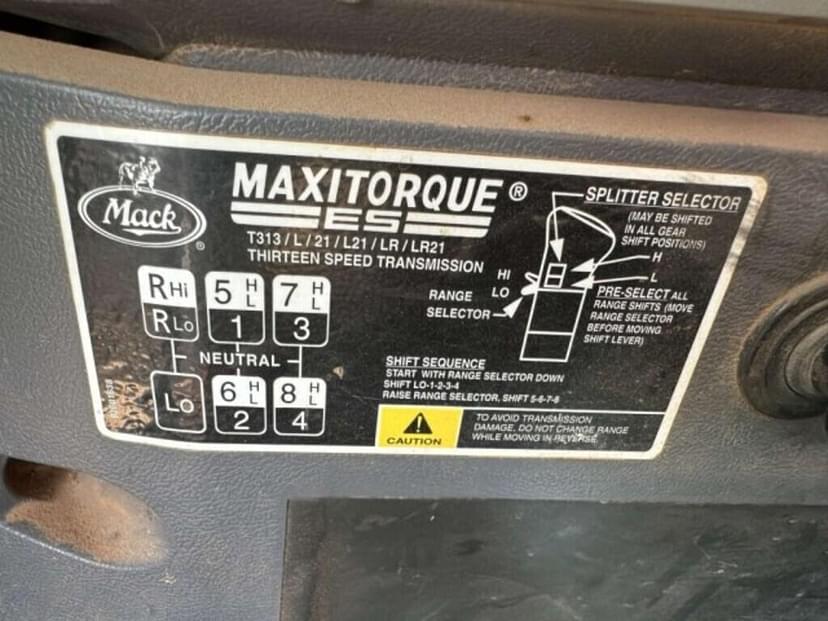 Mack ®
MAXITORQUE ®
ES
T313 / L / 21 / L21 / LR / LR21
THIRTEEN SPEED TRANSMISSION
R HI
R LO
5 H L
1
7 H L
3
NEUTRAL
LO
6 H L
2
8 H L
4
SPLITTER SELECTOR
(MAY BE SHIFTED
IN ALL GEAR
SHIFT POSITIONS)
H
L
HI
LO
RANGE
SELECTOR
PRE-SELECT ALL
RANGE SHIFTS (MOVE
RANGE SELECTOR
BEFORE MOVING
SHIFT LEVER)
SHIFT SEQUENCE
START WITH RANGE SELECTOR DOWN
SHIFT LO-1-2-3-4
RAISE RANGE SELECTOR, SHIFT 5-6-7-8
CAUTION
TO AVOID TRANSMISSION
DAMAGE, DO NOT CHANGE RANGE
WHILE MOVING IN REVERSE